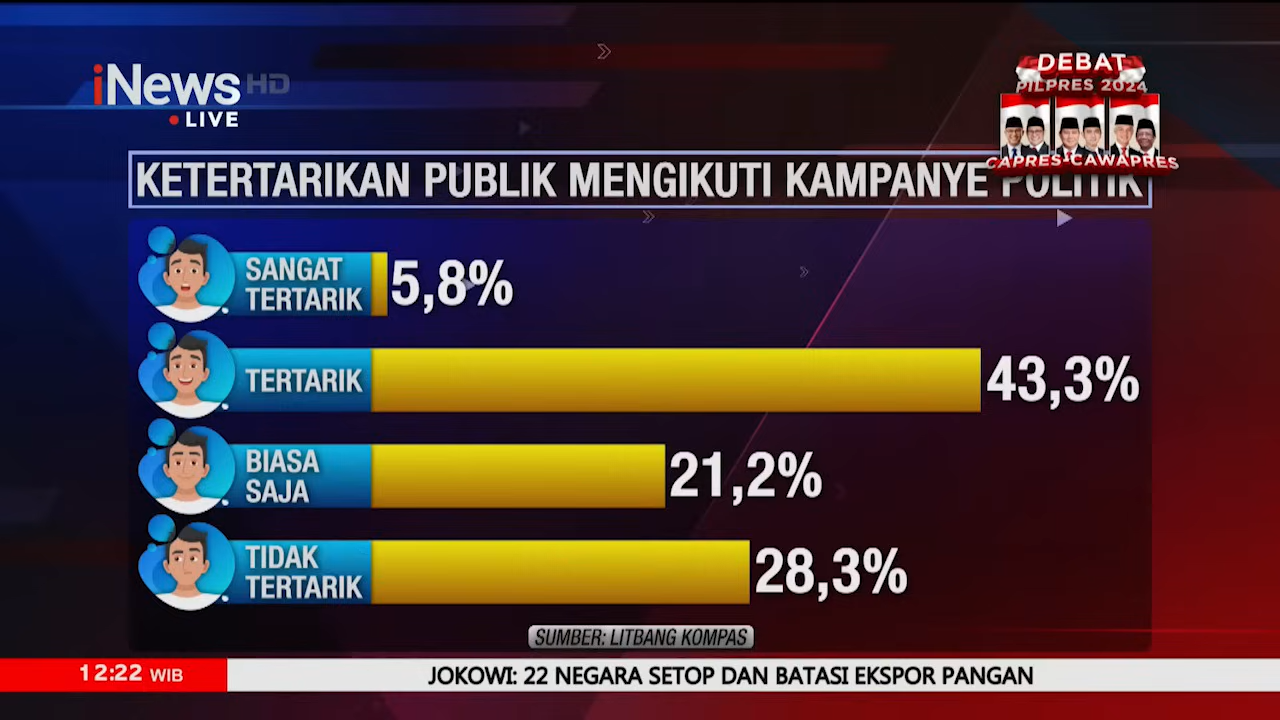 iNews HD
LIVE
DEBAT
PILPRES 2024
CAPRES-CAWAPRES
KETERTARIKAN PUBLIK MENGIKUTI KAMPANYE POLITIK
SANGAT
TERTARIK
5,8%
TERTARIK
43,3%
BIASA
SAJA
21,2%
TIDAK
TERTARIK
28,3%
SUMBER: LITBANG KOMPAS
12:22 WIB
JOKOWI: 22 NEGARA SETOP DAN BATASI EKSPOR PANGAN